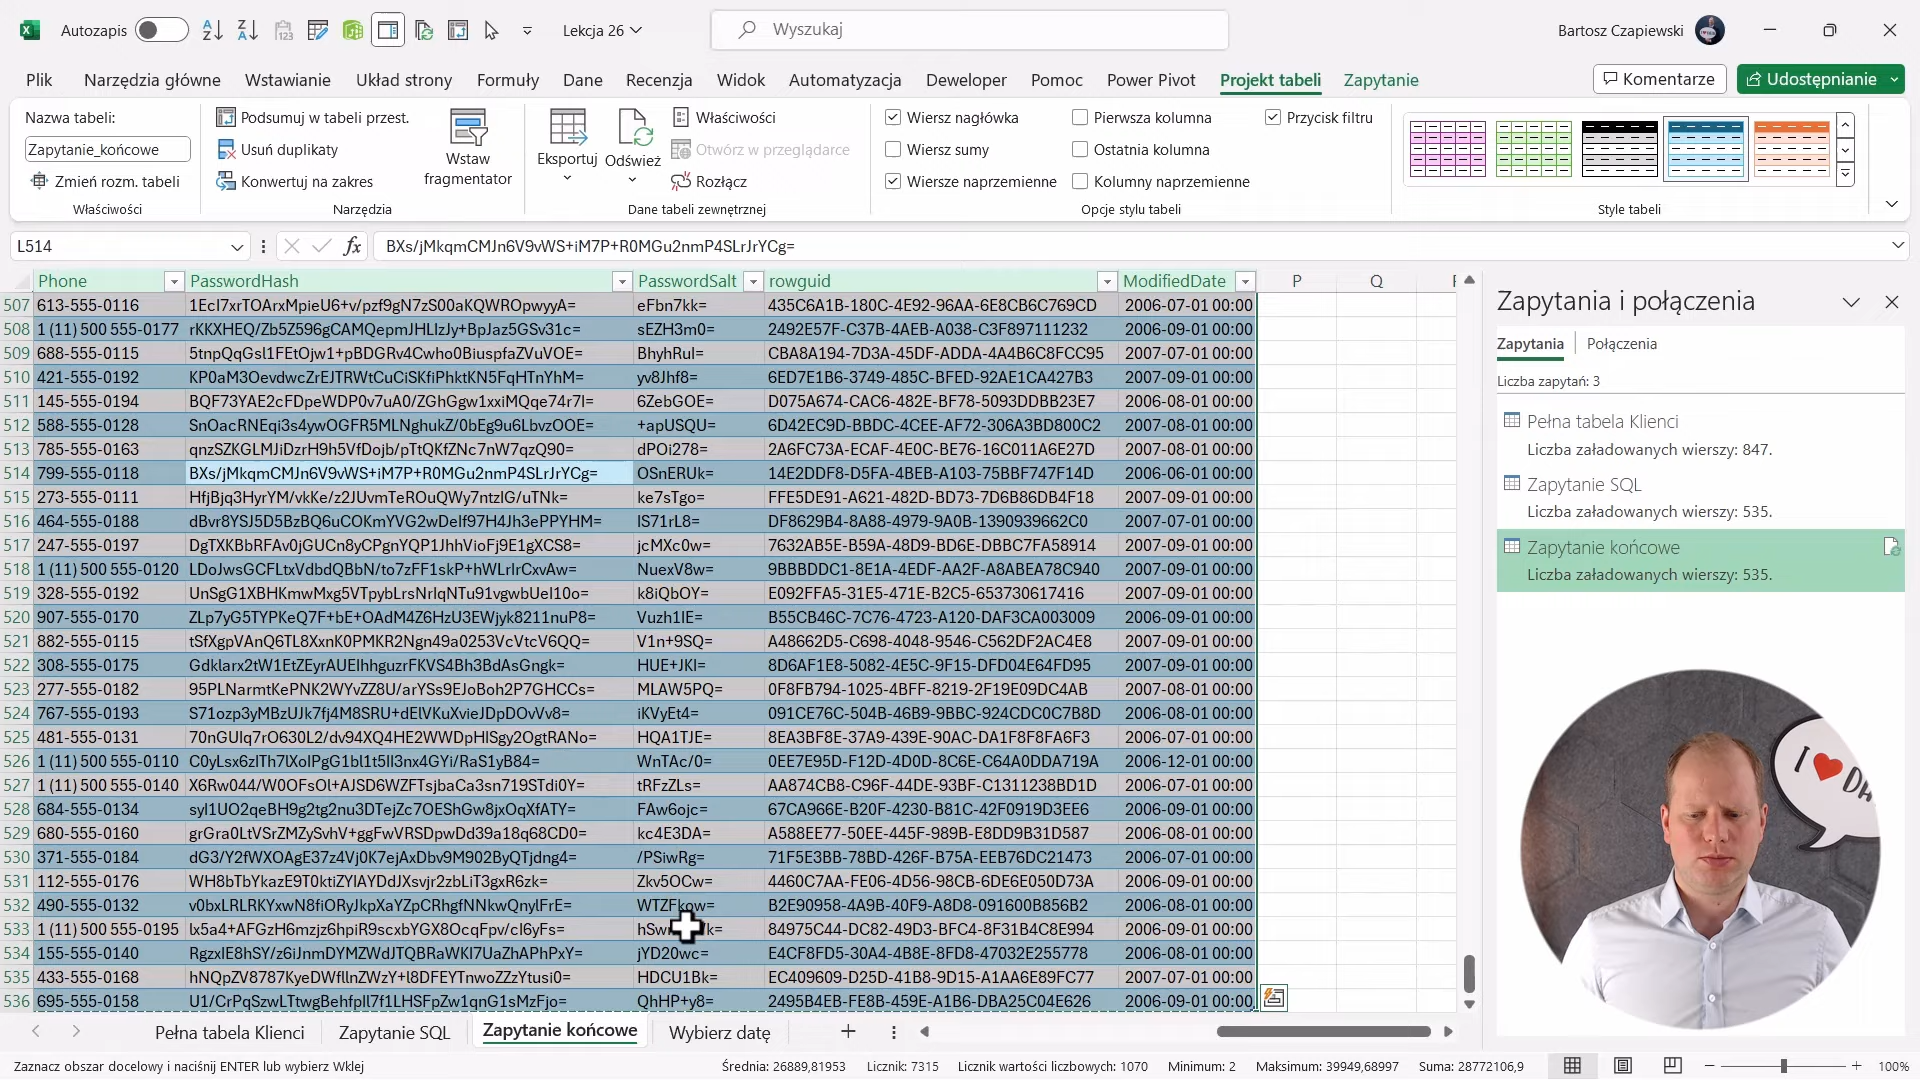 Autozapis
Lekcja 26
Wyszukaj
Bartosz Czapiewski
Plik
Narzędzia główne
Wstawianie
Układ strony
Formuły
Dane
Recenzja
Widok
Automatyzacja
Deweloper
Pomoc
Power Pivot
Projekt tabeli
Zapytanie
Komentarze
Udostępnianie
Nazwa tabeli:
Zapytanie_końcowe
Zmień rozm. tabeli
Właściwości
Podsumuj w tabeli przest.
Usuń duplikaty
Konwertuj na zakres
Wstaw
fragmentator
Narzędzia
Eksportuj
Odśwież
Właściwości
Otwórz w przeglądarce
Rozłącz
Dane tabeli zewnętrznej
Wiersz nagłówka
Wiersz sumy
Wiersze naprzemienne
Pierwsza kolumna
Ostatnia kolumna
Kolumny naprzemienne
Przycisk filtru
Opcje stylu tabeli
Style tabeli
L514
fx
BXs/jMkqmCMJn6V9vWS+iM7P+R0MGu2nmP4SLrJrYCg=
Phone PasswordHash PasswordSalt rowguid ModifiedDate P Q
507 613-555-0116 1EcI7xrTOArxMpieU6+v/pzf9gN7zS00aKQWROpwyyA= eFbn7kk= 435C6A1B-180C-4E92-96AA-6E8CB6C769CD 2006-07-01 00:00
508 1 (11) 500 555-0177 rKKXHEQ/Zb5Z596gCAMQepmJHLIzJy+BpJaz5GSv31c= sEZH3m0= 2492E57F-C37B-4AEB-A038-C3F897111232 2006-09-01 00:00
509 688-555-0115 5tnpQqGsl1FEtOjw1+pBDGRv4Cwho0BiuspfaZVuVOE= BhyhRuI= CBA8A194-7D3A-45DF-ADDA-4A4B6C8FCC95 2007-07-01 00:00
510 421-555-0192 KP0aM3OevdwcZrEJTRWtCuCiSKfiPhktKN5FqHTnYhM= yv8Jhf8= 6ED7E1B6-3749-485C-BFED-92AE1CA427B3 2007-09-01 00:00
511 145-555-0194 BQF73YAE2cFDpeWDP0v7uA0/ZGhGgw1xxiMQqe74r7I= 6ZebGOE= D075A674-CAC6-482E-BF78-5093DDBB23E7 2006-08-01 00:00
512 588-555-0128 SnOacRNEqi3s4ywOGFR5MLNghukZ/0bEg9u6LbvzOOE= +apUSQU= 6D42EC9D-BBDC-4CEE-AF72-306A3BD800C2 2007-08-01 00:00
513 785-555-0163 qnzSZKGLMJiDzrH9h5VfDojb/pTtQKfZNc7nW7qzQ90= dPOi278= 2A6FC73A-ECAF-4E0C-BE76-16C011A6E27D 2007-08-01 00:00
514 799-555-0118 BXs/jMkqmCMJn6V9vWS+iM7P+R0MGu2nmP4SLrJrYCg= OSnERUk= 14E2DDF8-D5FA-4BEB-A103-75BBF747F14D 2006-06-01 00:00
515 273-555-0111 HfjBjq3HyrYM/vkKe/z2JUvmTeROuQWy7ntzIG/uTNk= ke7sTgo= FFE5DE91-A621-482D-BD73-7D6B86DB4F18 2007-09-01 00:00
516 464-555-0188 dBvr8YSJ5D5BzBQ6uCOKmYVG2wDelf97H4Jh3ePPYHM= IS71rL8= DF8629B4-8A88-4979-9A0B-1390939662C0 2007-07-01 00:00
517 247-555-0197 DgTXKBbRFAv0jGUCn8yCPgnYQP1JhhVioFj9E1gXCS8= jcMXc0w= 7632AB5E-B59A-48D9-BD6E-DBBC7FA58914 2007-09-01 00:00
518 1 (11) 500 555-0120 LDoJwsGCFLtxVdbdQBbN/to7zFF1skP+hWLrIrCxvAw= NuexV8w= 9BBBDDC1-8E1A-4EDF-AA2F-A8ABEA78C940 2006-09-01 00:00
519 328-555-0192 UnSgG1XBHKmwMxg5VTpybLrsNrIqNTu91vgwbUeI10o= k8iQbOY= E092FFA5-31E5-471E-B2C5-653730617416 2007-09-01 00:00
520 907-555-0170 ZLp7yG5TYPKeQ7F+bE+OAdM4Z6HzU3EWjyk8211nuP8= Vuzh1IE= B55CB46C-7C76-4723-A120-DAF3CA003009 2006-09-01 00:00
521 882-555-0115 tSfXgpVAnQ6TL8XxnK0PMKR2Ngn49a0253VcVtcV6QQ= V1n+9SQ= A48662D5-C698-4048-9546-C562DF2AC4E8 2007-09-01 00:00
522 308-555-0175 Gdklarx2tW1EtZEyrAUEIhhguzrFKVS4Bh3BdAsGngk= HUE+JKI= 8D6AF1E8-5082-4E5C-9F15-DFD04E64FD95 2007-09-01 00:00
523 277-555-0182 95PLNarmtKePNK2WYvZZ8U/arYSs9EJoBoh2P7GHCCs= MLAW5PQ= 0F8FB794-1025-4BFF-8219-2F19E09DC4AB 2007-08-01 00:00
524 767-555-0193 S71ozp3yMBzUJk7fj4M8SRU+dElVKuXvieJDpDOvVv8= iKVyEt4= 091CE76C-504B-46B9-9BBC-924CDC0C7B8D 2006-08-01 00:00
525 481-555-0131 70nGUIq7rO630L2/dv94XQ4HE2WWDpHISgy2OgtRANo= HQA1TJE= 8EA3BF8E-37A9-439E-90AC-DA1F8F8FA6F3 2006-07-01 00:00
526 1 (11) 500 555-0110 C0yLsx6zITh7lXoIPgG1bl1t5Il3nx4GYi/RaS1yB84= WnTAc/0= 0EE7E95D-F12D-4D0D-8C6E-C64A0DDA719A 2006-12-01 00:00
527 1 (11) 500 555-0140 X6Rw044/W0OFsOl+AJSD6WZFTsjbaCa3sn719STdi0Y= tRFzZLs= AA874CB8-C96F-44DE-93BF-C1311238BD1D 2006-08-01 00:00
528 684-555-0134 syl1UO2qeBH9g2tg2nu3DTejZc7OEShGw8jxOqXfATY= FAw6ojc= 67CA966E-B20F-4230-B81C-42F0919D3EE6 2006-09-01 00:00
529 680-555-0160 grGra0LtVSrZMZySvhV+ggFwVRSDpwDd39a18q68CD0= kc4E3DA= A588EE77-50EE-445F-989B-E8DD9B31D587 2006-08-01 00:00
530 371-555-0184 dG3/Y2fWXOAgE37z4Vj0K7ejAxDbv9M902ByQTjdng4= /PSiwRg= 71F5E3BB-78BD-426F-B75A-EEB76DC21473 2006-07-01 00:00
531 112-555-0176 WH8bTbYkazE9T0ktiZYIAYDdJXsvjr2zbLiT3gxR6zk= Zkv5OCw= 4460C7AA-FE06-4D56-98CB-6DE6E050D73A 2006-09-01 00:00
532 490-555-0132 v0bxLRLRKYxwN8fiORyJkpXaYZpCRhgfNNkwQnylFrE= WTZFkow= B2E90958-4A9B-40F9-A8D8-091600B856B2 2006-08-01 00:00
533 1 (11) 500 555-0195 lx5a4+AFGzH6mzjz6hpiR9scxbYGX8OcqFpv/cI6yFs= 84975C44-DC82-49D3-BFC4-8F31B4C8E994 2006-07-01 00:00
534 155-555-0140 RgzxIE8hSY/z6iJnmDYMZWdJTQBRaWKI7UaZhAPhPxY= jYD20wc= E4CF8FD5-30A4-4B8E-8FD8-47032E255778 2006-08-01 00:00
535 433-555-0168 hNQpZV8787KyeDWfllnZWzY+l8DFEYTnwoZZzYtusi0= HDCU1Bk= EC409609-D25D-41B8-9D15-A1AA6E89FC77 2007-07-01 00:00
536 695-555-0158 U1/CrPqSzwLTtwgBehfpIl7f1LHSFpZw1qnG1sMzFjo= QhHP+y8= 2495B4EB-FE8B-459E-A1B6-DBA25C04E626 2006-09-01 00:00
Zapytania i połączenia
Zapytania
Połączenia
Liczba zapytań: 3
Pełna tabela Klienci
Liczba załadowanych wierszy: 847.
Zapytanie SQL
Liczba załadowanych wierszy: 535.
Zapytanie końcowe
Liczba załadowanych wierszy: 535.
I
Pełna tabela Klienci
Zapytanie SQL
Zapytanie końcowe
Wybierz datę
Zaznacz obszar docelowy i naciśnij ENTER lub wybierz Wklej
Średnia: 26889,81953
Licznik: 7315
Licznik wartości liczbowych: 1070
Minimum: 2
Maksimum: 39949,68997
Suma: 28772106,9
100%